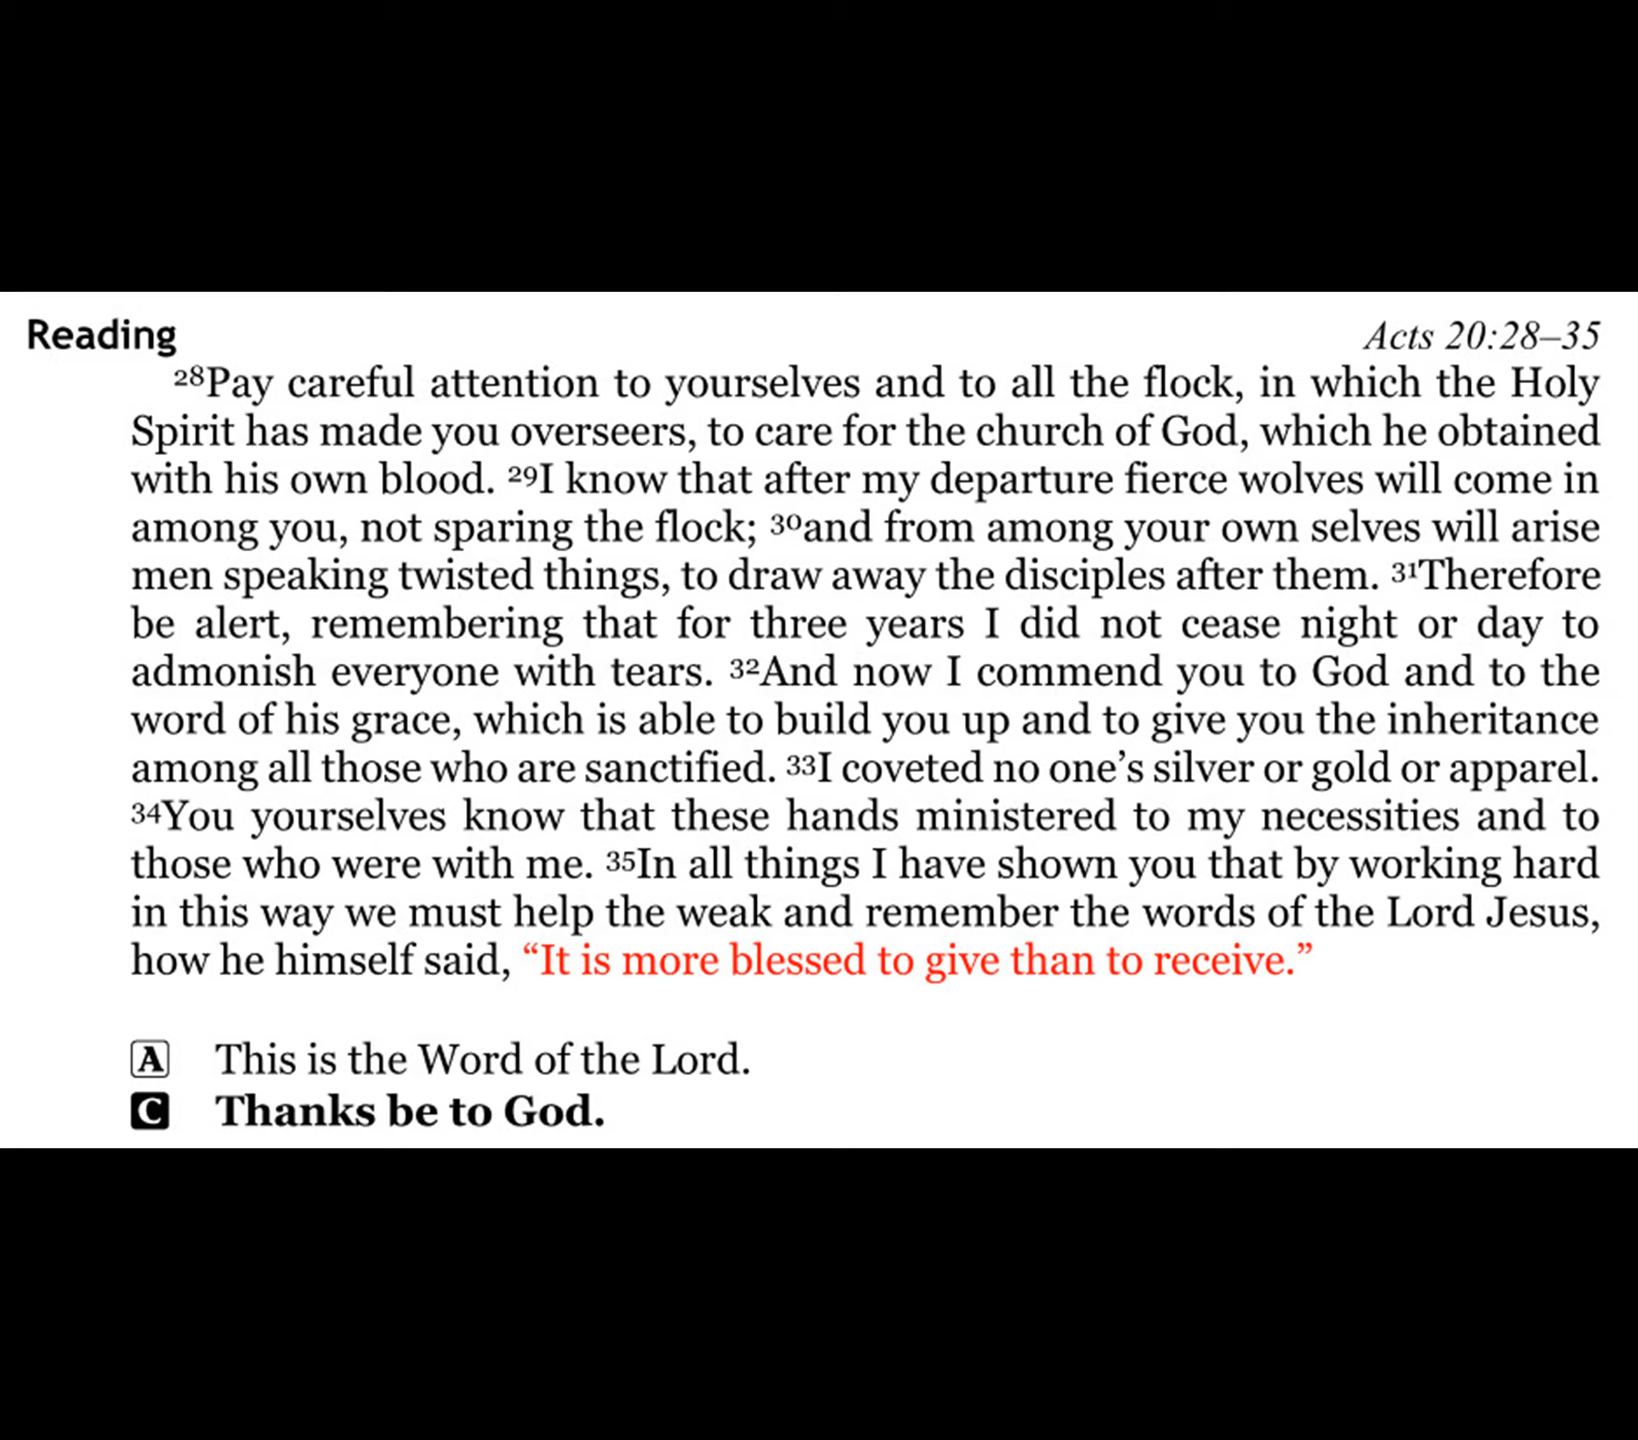 Reading Acts 20:28–35
28Pay careful attention to yourselves and to all the flock, in which the Holy
Spirit has made you overseers, to care for the church of God, which he obtained
with his own blood. 29I know that after my departure fierce wolves will come in
among you, not sparing the flock; 30and from among your own selves will arise
men speaking twisted things, to draw away the disciples after them. 31Therefore
be alert, remembering that for three years I did not cease night or day to
admonish everyone with tears. 32And now I commend you to God and to the
word of his grace, which is able to build you up and to give you the inheritance
among all those who are sanctified. 33I coveted no one’s silver or gold or apparel.
34You yourselves know that these hands ministered to my necessities and to
those who were with me. 35In all things I have shown you that by working hard
in this way we must help the weak and remember the words of the Lord Jesus,
how he himself said, “It is more blessed to give than to receive.”
A This is the Word of the Lord.
C Thanks be to God.